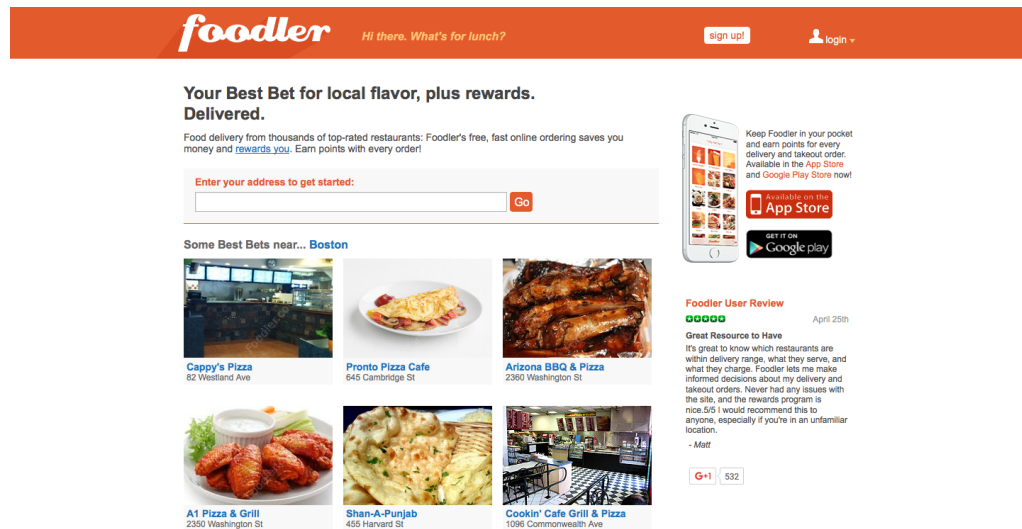 foodler
Hi there. What's for lunch?
sign up!
login
Your Best Bet for local flavor, plus rewards.
Delivered.
Food delivery from thousands of top-rated restaurants: Foodler's free, fast online ordering saves you
money and rewards you. Earn points with every order!
Enter your address to get started:
Go
Some Best Bets near... Boston
Cappy's Pizza
82 Westland Ave
Pronto Pizza Cafe
645 Cambridge St
Arizona BBQ & Pizza
2360 Washington St
A1 Pizza & Grill
2350 Washington St
Shan-A-Punjab
455 Harvard St
Cookin' Cafe Grill & Pizza
1096 Commonwealth Ave
Keep Foodler in your pocket
and earn points for every
delivery and takeout order.
Available in the App Store
and Google Play Store now!
Available on the
App Store
GET IT ON
Google play
Foodler User Review
April 25th
Great Resource to Have
It's great to know which restaurants are
within delivery range, what they serve, and
what they charge. Foodler lets me make
informed decisions about my delivery and
takeout orders. Never had any issues with
the site, and the rewards program is
nice.5/5 I would recommend this to
anyone, especially if you're in an unfamiliar
location.
- Matt
G+1
532